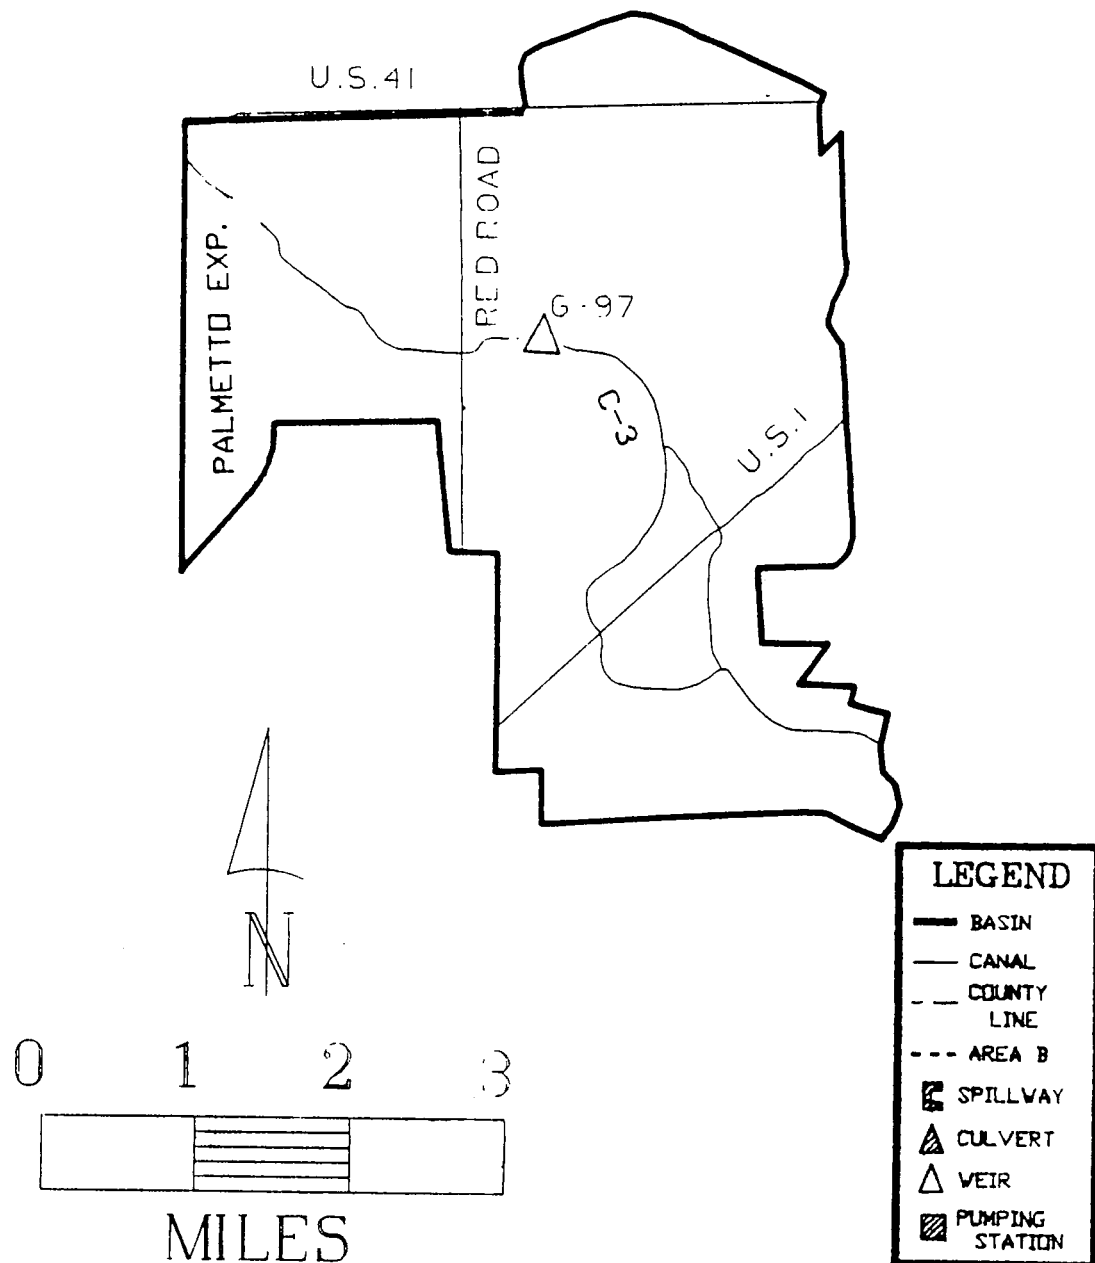 U.S.41
RED ROAD
PALMETTO EXP.
G-97
C-3
U.S.1
N
0 1 2 3
MILES
LEGEND
BASIN
CANAL
COUNTY
LINE
AREA B
SPILLWAY
CULVERT
WEIR
PUMPING
STATION